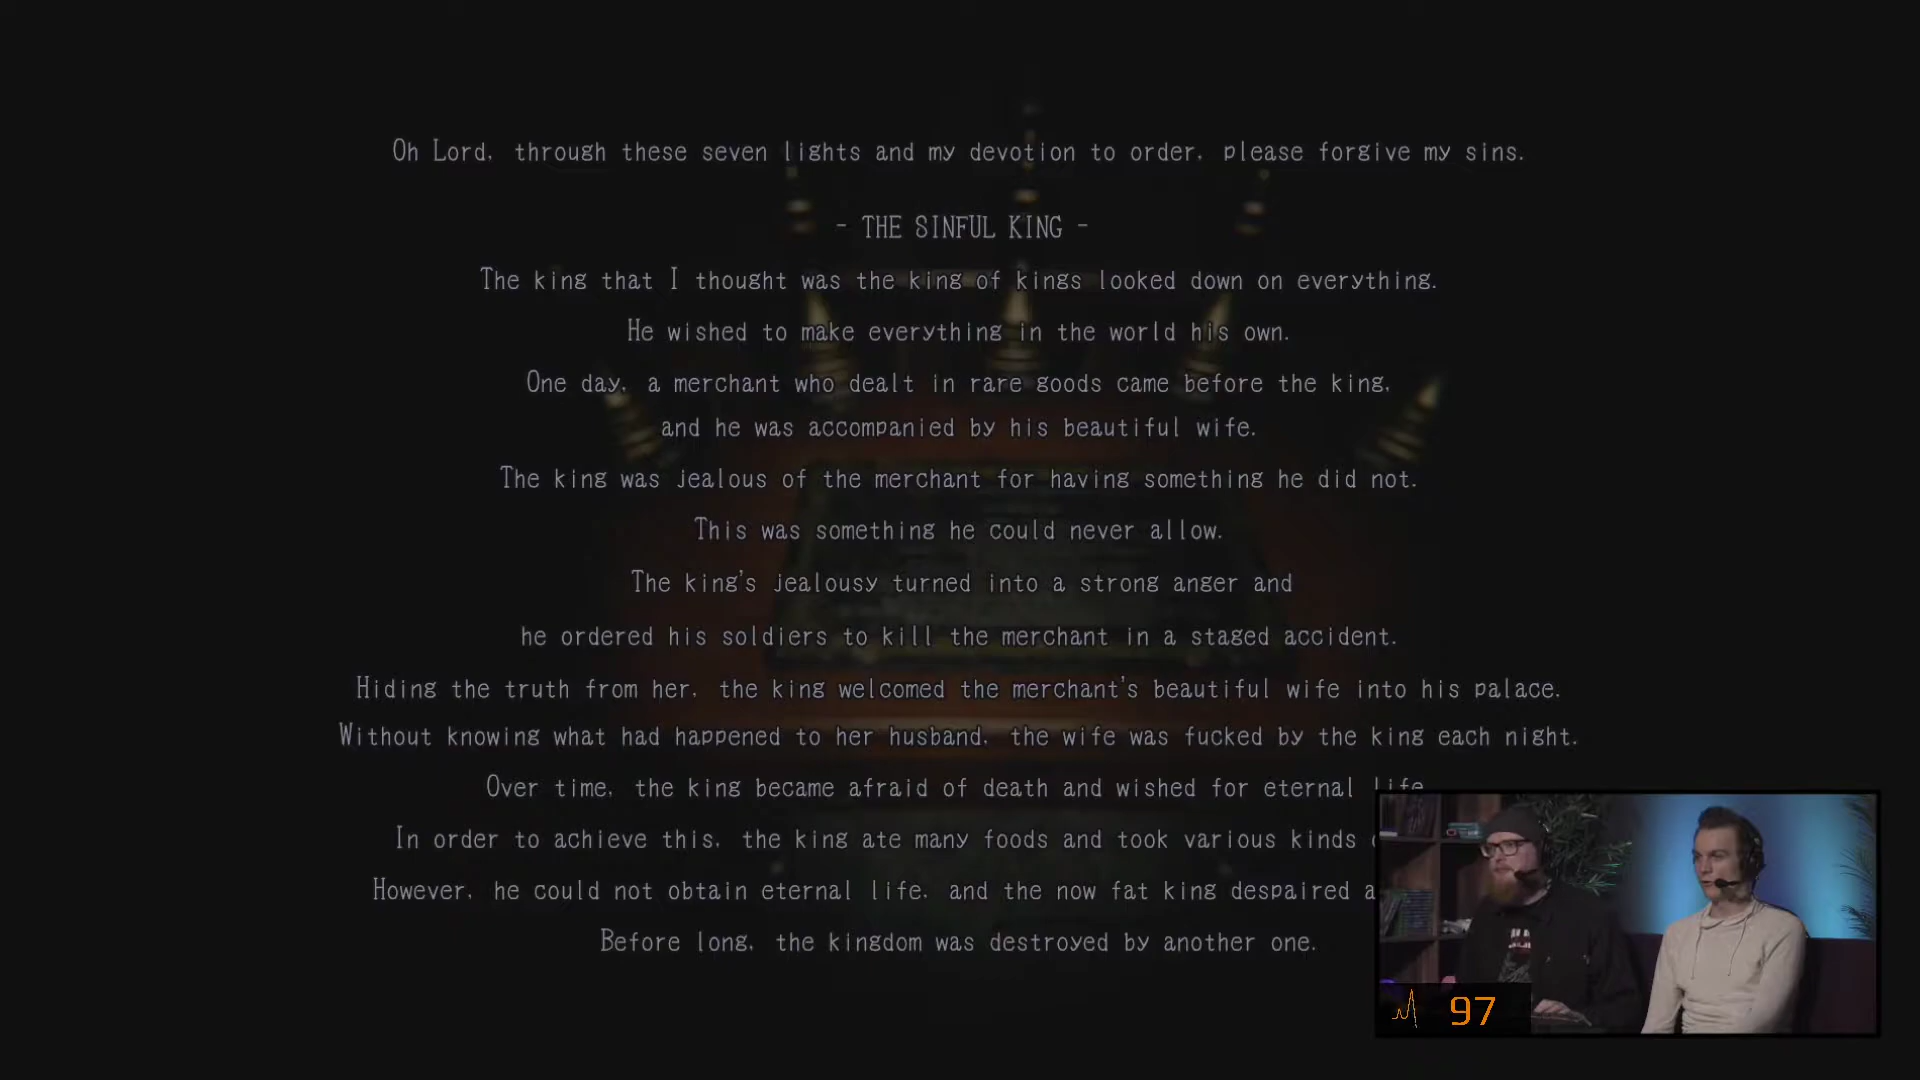 Oh Lord, through these seven lights and my devotion to order, please forgive my sins.
- THE SINFUL KING -
The king that I thought was the king of kings looked down on everything.
He wished to make everything in the world his own.
One day, a merchant who dealt in rare goods came before the king,
and he was accompanied by his beautiful wife.
The king was jealous of the merchant for having something he did not.
This was something he could never allow.
The king's jealousy turned into a strong anger and
he ordered his soldiers to kill the merchant in a staged accident.
Hiding the truth from her, the king welcomed the merchant's beautiful wife into his palace.
Without knowing what had happened to her husband, the wife was fucked by the king each night.
Over time, the king became afraid of death and wished for eternal life
In order to achieve this, the king ate many foods and took various kinds
However, he could not obtain eternal life, and the now fat king despaired
Before long, the kingdom was destroyed by another one.
97